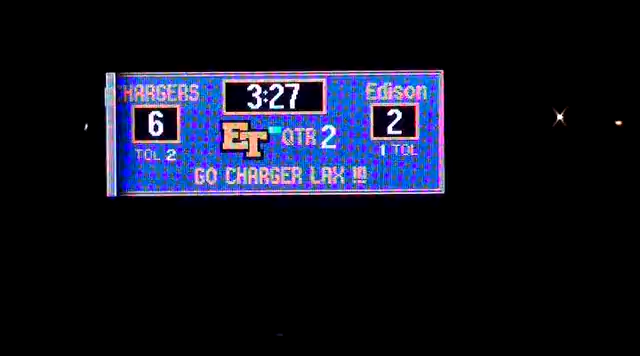 CHARGERS 3:27 Edison
6 2
ET QTR 2
TOL 2 1 TOL
GO CHARGER LAX !!!